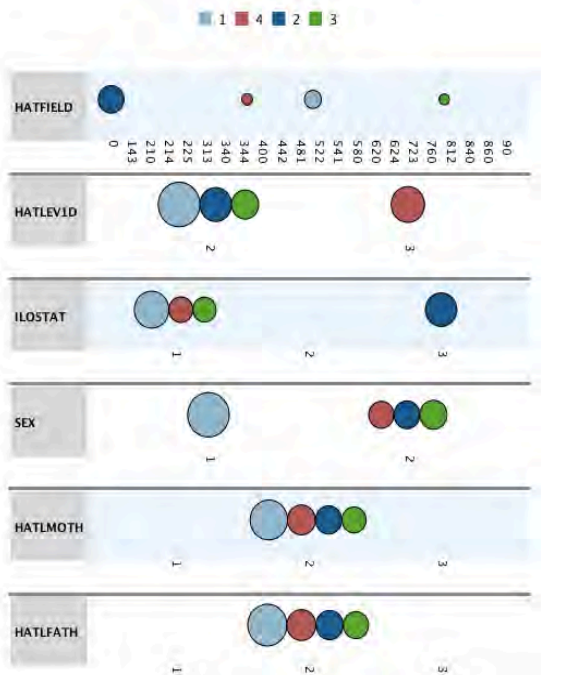 1 4 2 3
HATFIELD
0 143 210 214 225 313 340 344 400 442 481 522 541 580 620 624 723 760 812 840 860 90
HATLEV1D
2 3
ILOSTAT
1 2 3
SEX
1 2
HATLMOTH
1 2 3
HATLFATH
1 2 3